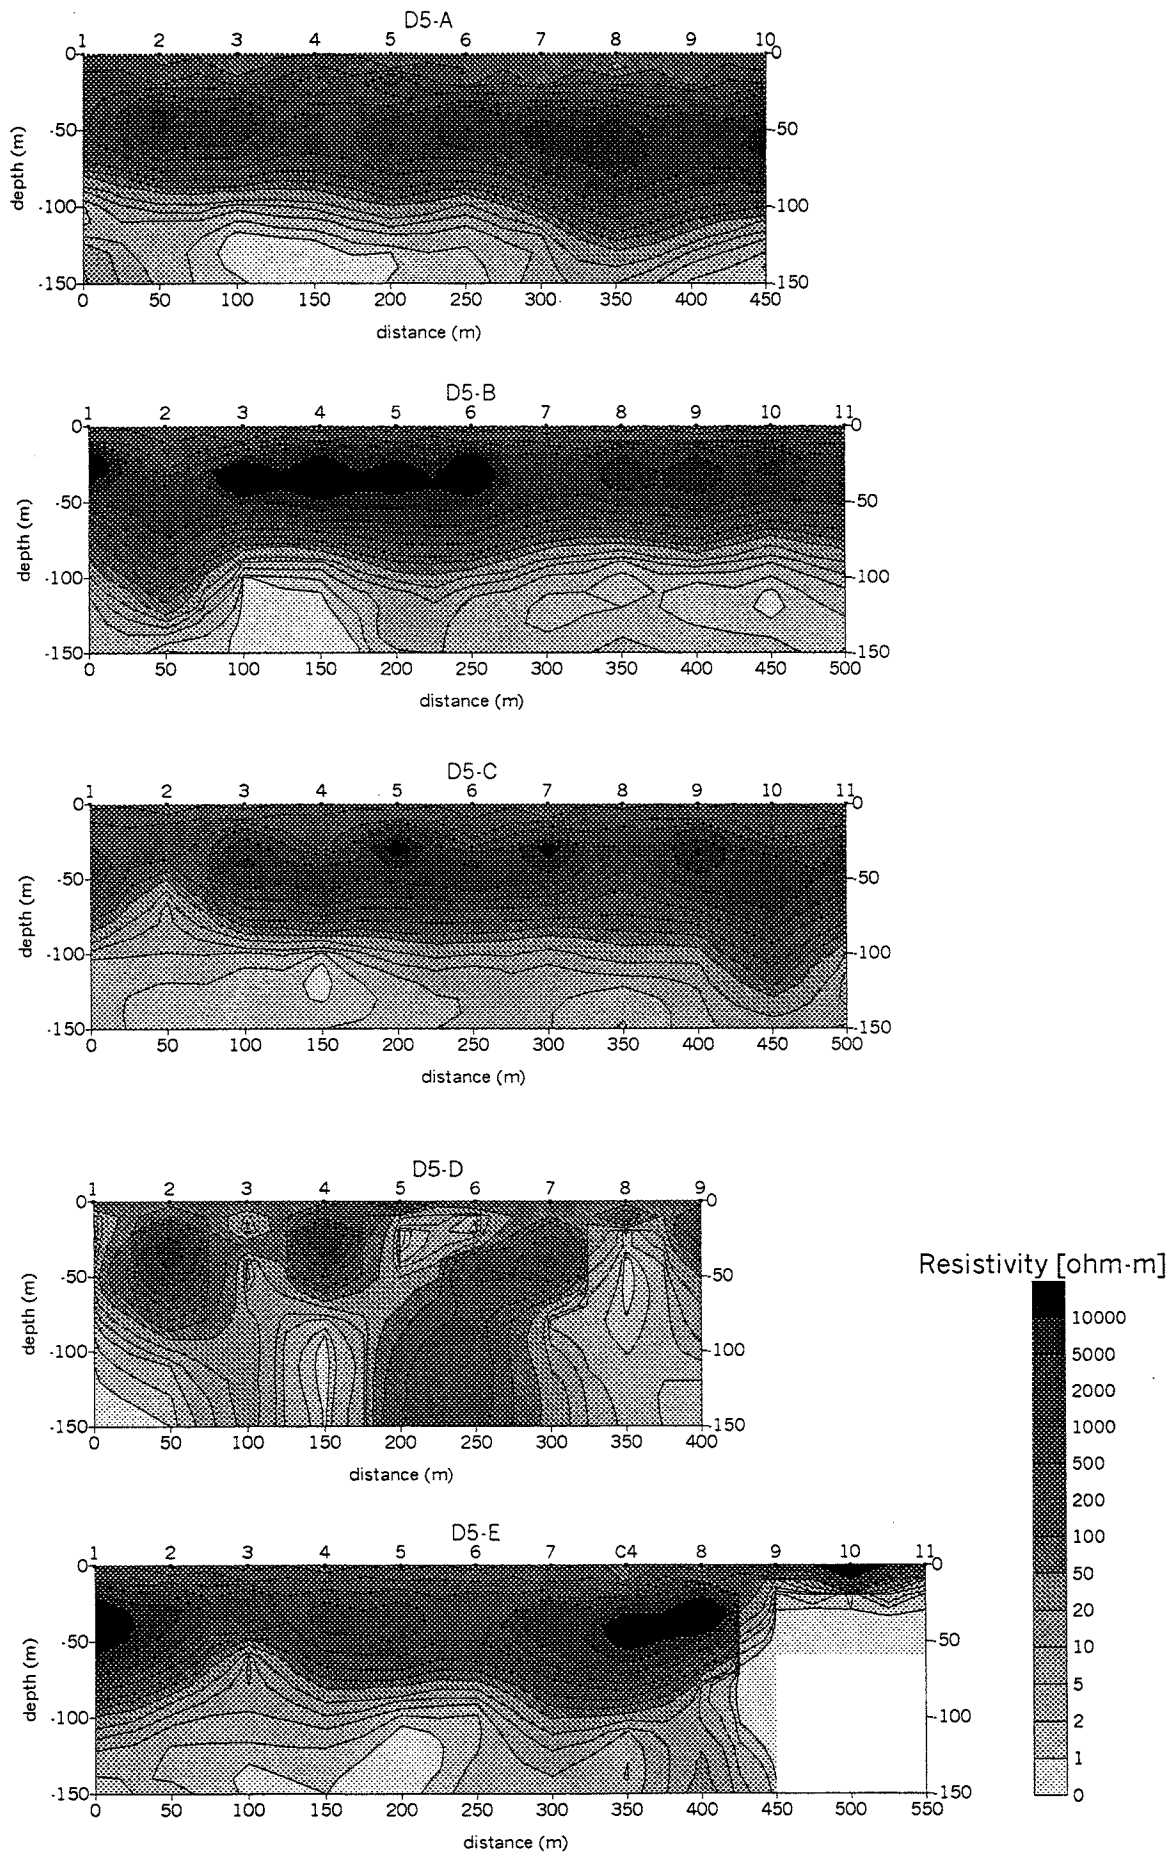 D5-A
1 2 3 4 5 6 7 8 9 10
0 0
-50 -50
-100 -100
-150 -150
depth (m)
0 50 100 150 200 250 300 350 400 450
distance (m)
D5-B
1 2 3 4 5 6 7 8 9 10 11
0 0
-50 -50
-100 -100
-150 -150
depth (m)
0 50 100 150 200 250 300 350 400 450 500
distance (m)
D5-C
1 2 3 4 5 6 7 8 9 10 11
0 0
-50 -50
-100 -100
-150 -150
depth (m)
0 50 100 150 200 250 300 350 400 450 500
distance (m)
D5-D
1 2 3 4 5 6 7 8 9
0 0
-50 -50
-100 -100
-150 -150
depth (m)
0 50 100 150 200 250 300 350 400
distance (m)
Resistivity [ohm-m]
10000
5000
2000
1000
500
200
100
50
20
10
5
2
1
0
D5-E
1 2 3 4 5 6 7 C4 8 9 10 11
0 0
-50 -50
-100 -100
-150 -150
depth (m)
0 50 100 150 200 250 300 350 400 450 500 550
distance (m)